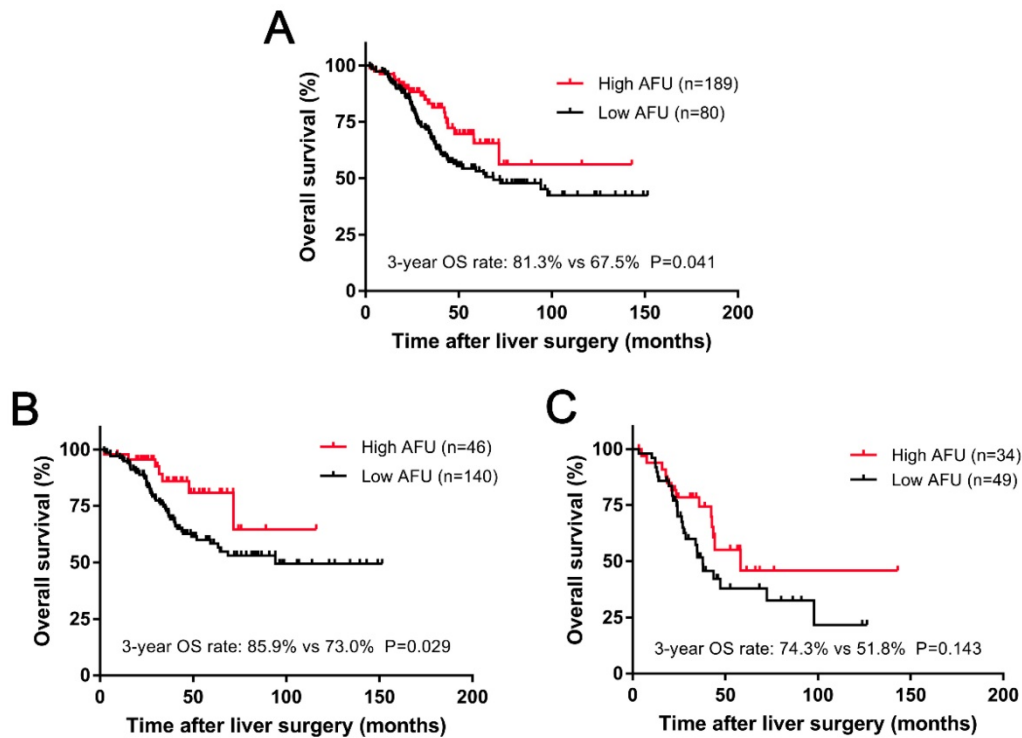 A
Overall survival (%)
100
75
50
25
0
High AFU (n=189)
Low AFU (n=80)
3-year OS rate: 81.3% vs 67.5% P=0.041
0 50 100 150 200
Time after liver surgery (months)
B
Overall survival (%)
100
75
50
25
0
High AFU (n=46)
Low AFU (n=140)
3-year OS rate: 85.9% vs 73.0% P=0.029
0 50 100 150 200
Time after liver surgery (months)
C
Overall survival (%)
100
75
50
25
0
High AFU (n=34)
Low AFU (n=49)
3-year OS rate: 74.3% vs 51.8% P=0.143
0 50 100 150 200
Time after liver surgery (months)